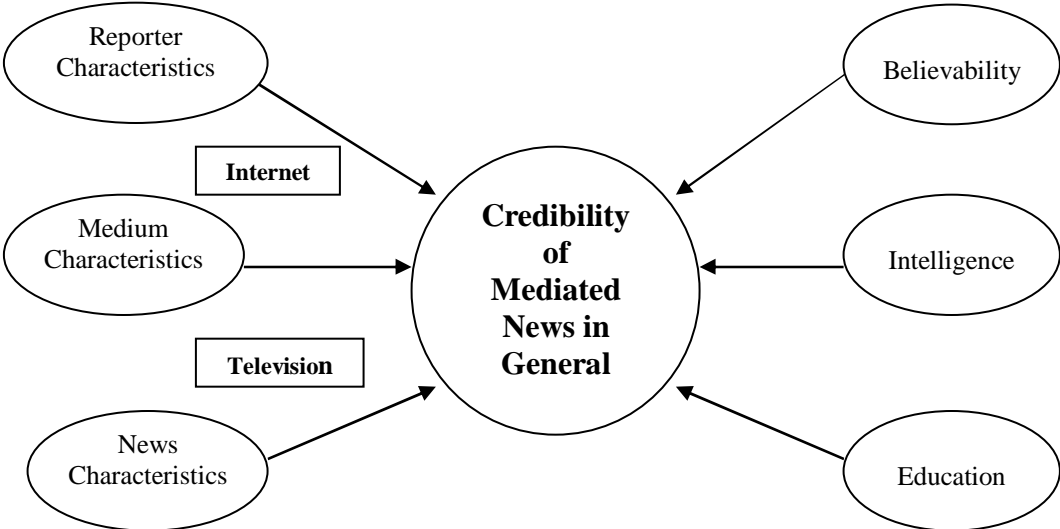 Reporter
Characteristics
Believability
Internet
Credibility
of
Mediated
News in
General
Medium
Characteristics
Intelligence
Television
News
Characteristics
Education